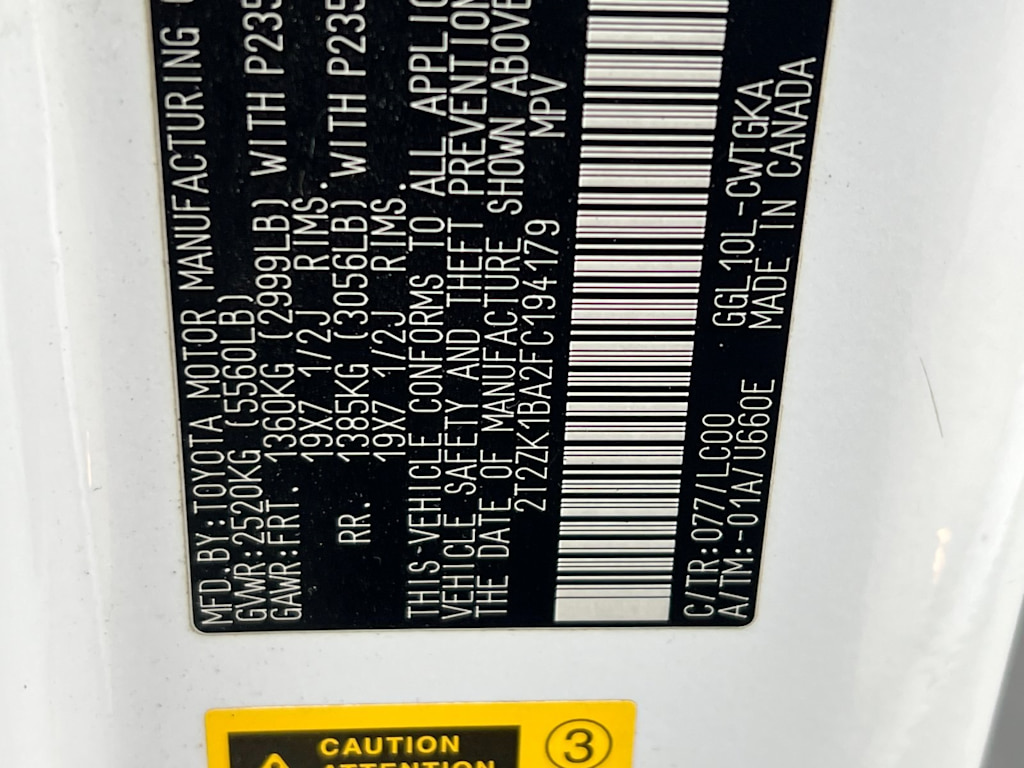 MFD.BY:TOYOTA MOTOR MANUFACTURING
GVWR:2520KG (5560LB)
GAWR:FRT. 1360KG (2999LB) WITH P235
19X7 1/2J RIMS.
RR. 1385KG (3056LB) WITH P235
19X7 1/2J RIMS.
THIS VEHICLE CONFORMS TO ALL
VEHICLE SAFETY AND THEFT PREVENTION
THE DATE OF MANUFACTURE SHOWN ABOVE
2T2ZK1BA2FC194179 MPV
C/TR:077/LC00 GGL10L-CWTGKA
A/TM:-01A/U660E MADE IN CANADA
CAUTION
ATTENTION
3